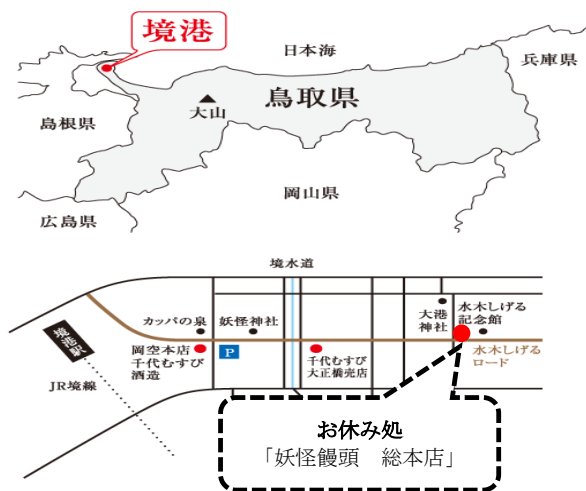 境港
日本海
兵庫県
鳥取県
大山
島根県
岡山県
広島県
境水道
カッパの泉
妖怪神社
大港
神社
水木しげる
記念館
境港駅
岡空本店
千代むすび
酒造
P
千代むすび
大正橋売店
水木しげる
ロード
JR境線
お休み処
「妖怪饅頭　総本店」